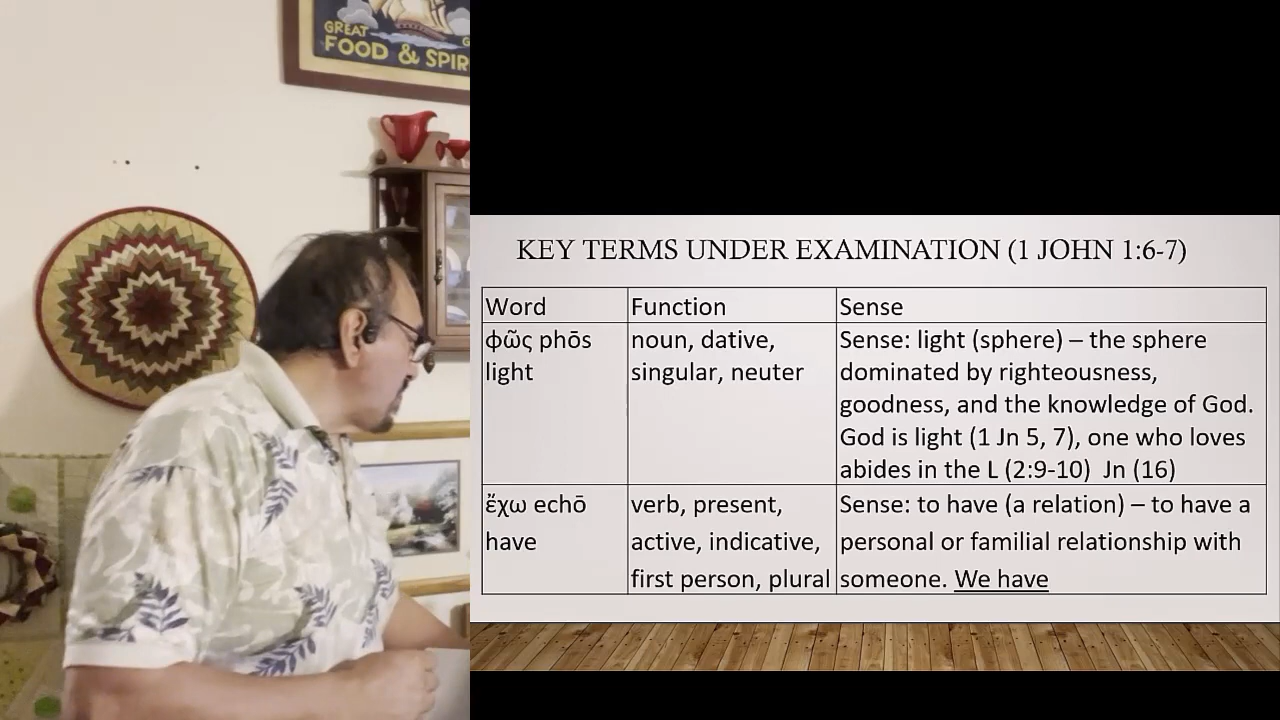 GREAT
FOOD & SPIR
KEY TERMS UNDER EXAMINATION (1 JOHN 1:6-7)
Word
Function
Sense
φῶς phōs
light
noun, dative,
singular, neuter
Sense: light (sphere) – the sphere
dominated by righteousness,
goodness, and the knowledge of God.
God is light (1 Jn 5, 7), one who loves
abides in the L (2:9-10)  Jn (16)
ἔχω echō
have
verb, present,
active, indicative,
first person, plural
Sense: to have (a relation) – to have a
personal or familial relationship with
someone. We have